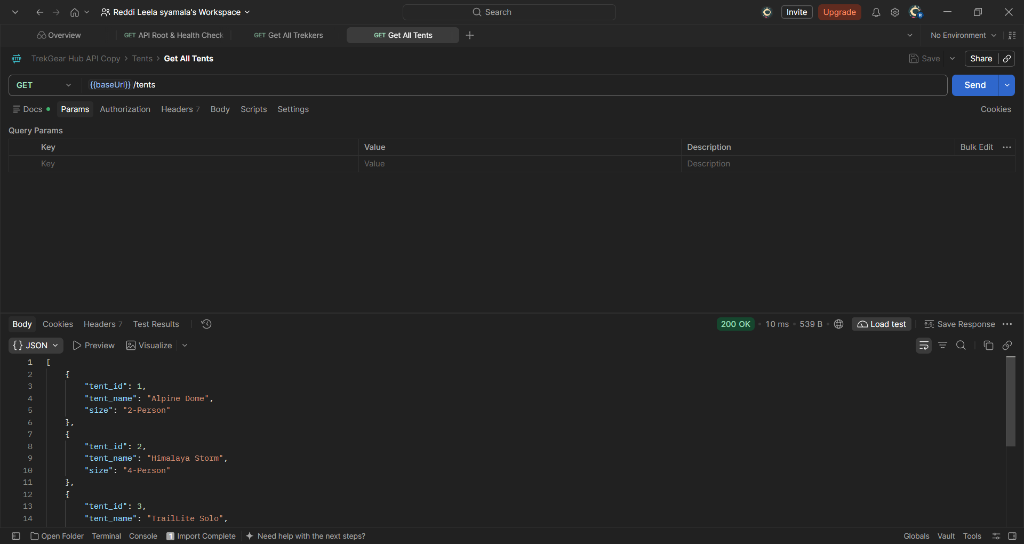 Reddi Leela syamala's Workspace
Search
Invite
Upgrade
Overview
GET API Root & Health Check
GET Get All Trekkers
GET Get All Tents
No Environment
TrekGear Hub API Copy > Tents > Get All Tents
Save
Share
GET
{{baseUrl}} /tents
Send
Docs
Params
Authorization
Headers 7
Body
Scripts
Settings
Cookies
Query Params
Key Value Description Bulk Edit
Key Value Description
Body Cookies Headers 7 Test Results
200 OK
10 ms
539 B
Load test
Save Response
{} JSON
Preview
Visualize
1 [
2 {
3 "tent_id": 1,
4 "tent_name": "Alpine Dome",
5 "size": "2-Person"
6 },
7 {
8 "tent_id": 2,
9 "tent_name": "Himalaya Storm",
10 "size": "4-Person"
11 },
12 {
13 "tent_id": 3,
14 "tent_name": "TrailLite Solo",
Open Folder Terminal Console Import Complete Need help with the next steps?
Globals Vault Tools